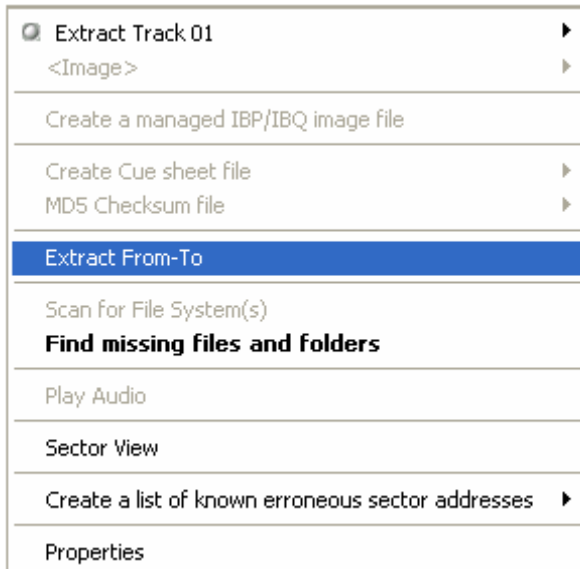 Extract Track 01
<Image>
Create a managed IBP/IBQ image file
Create Cue sheet file
MD5 Checksum file
Extract From-To
Scan for File System(s)
Find missing files and folders
Play Audio
Sector View
Create a list of known erroneous sector addresses
Properties